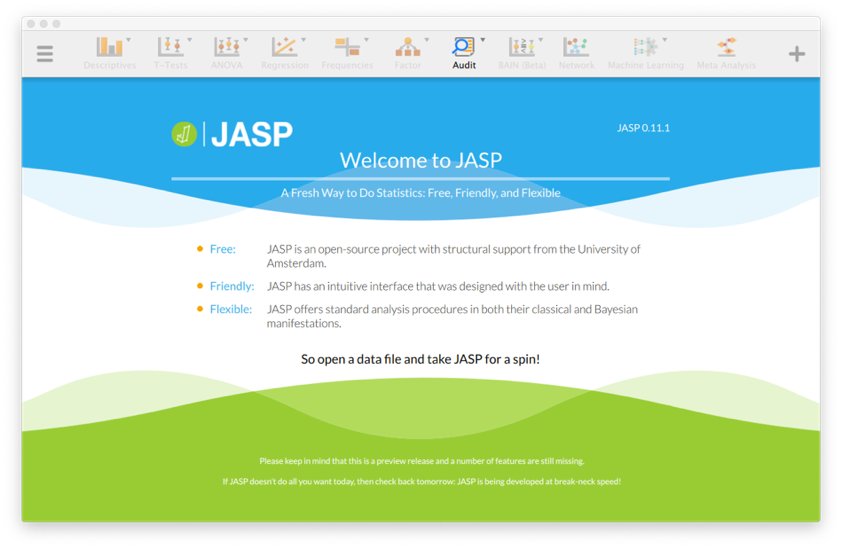 Descriptives T-Tests ANOVA Regression Frequencies Factor Audit BAIN (Beta) Network Machine Learning Meta Analysis
JASP
JASP 0.11.1
Welcome to JASP
A Fresh Way to Do Statistics: Free, Friendly, and Flexible
Free: JASP is an open-source project with structural support from the University of
Amsterdam.
Friendly: JASP has an intuitive interface that was designed with the user in mind.
Flexible: JASP offers standard analysis procedures in both their classical and Bayesian
manifestations.
So open a data file and take JASP for a spin!
Please keep in mind that this is a preview release and a number of features are still missing.
If JASP doesn't do all you want today, then check back tomorrow: JASP is being developed at break-neck speed!